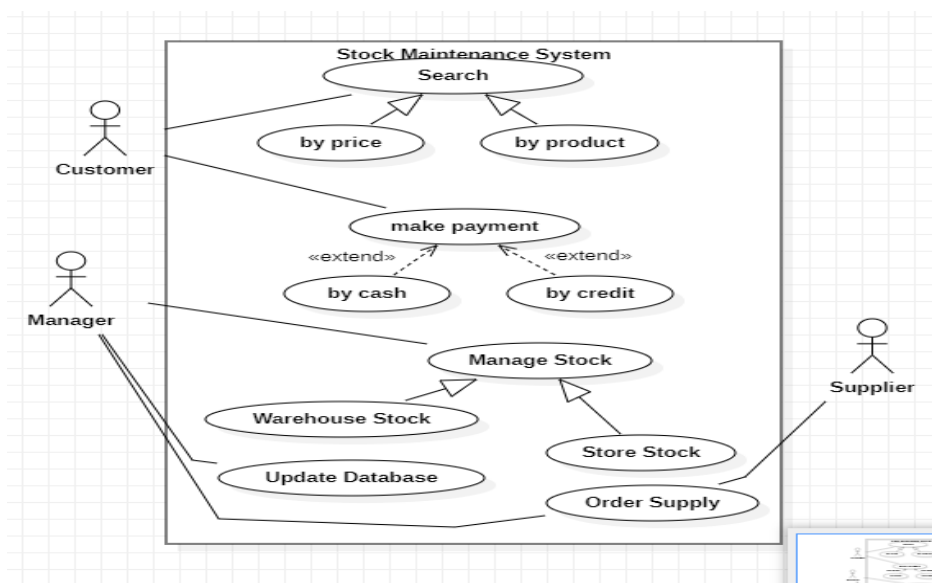 Stock Maintenance System
Search
by price
by product
Customer
make payment
«extend»
«extend»
by cash
by credit
Manager
Manage Stock
Supplier
Warehouse Stock
Store Stock
Update Database
Order Supply